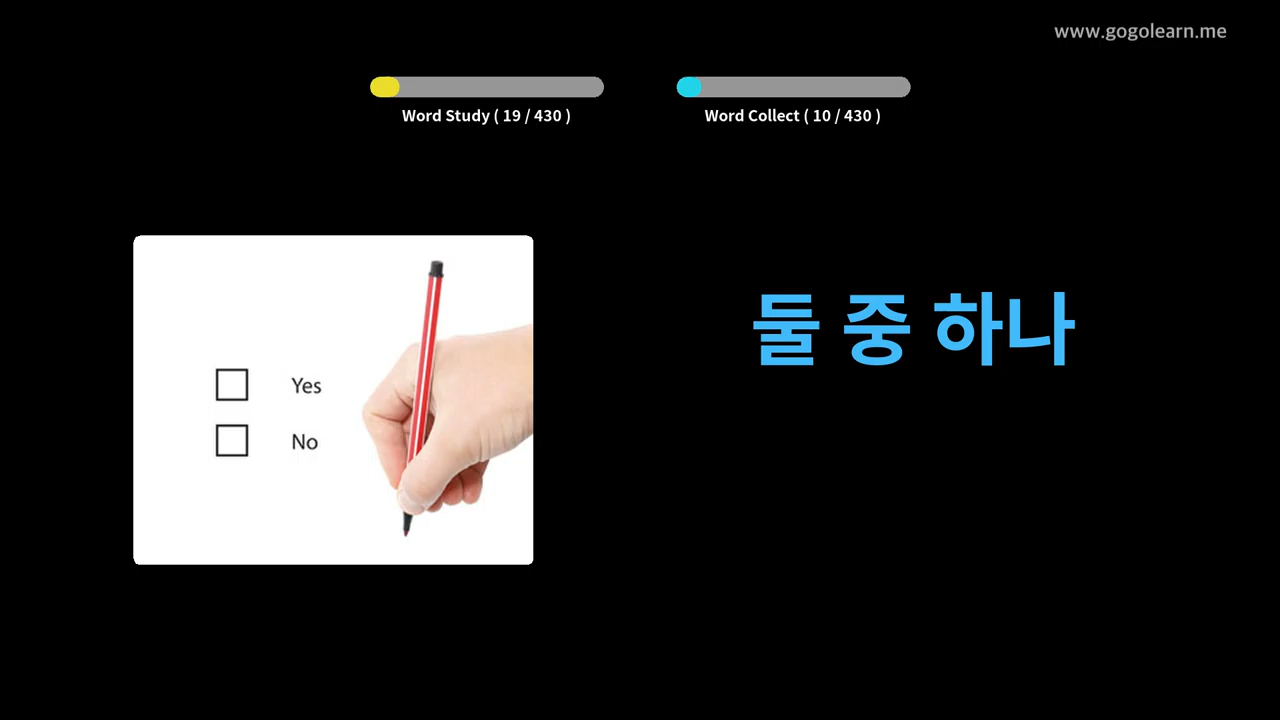 www.gogolearn.me
Word Study ( 19 / 430 )
Word Collect ( 10 / 430 )
Yes
No
둘 중 하나